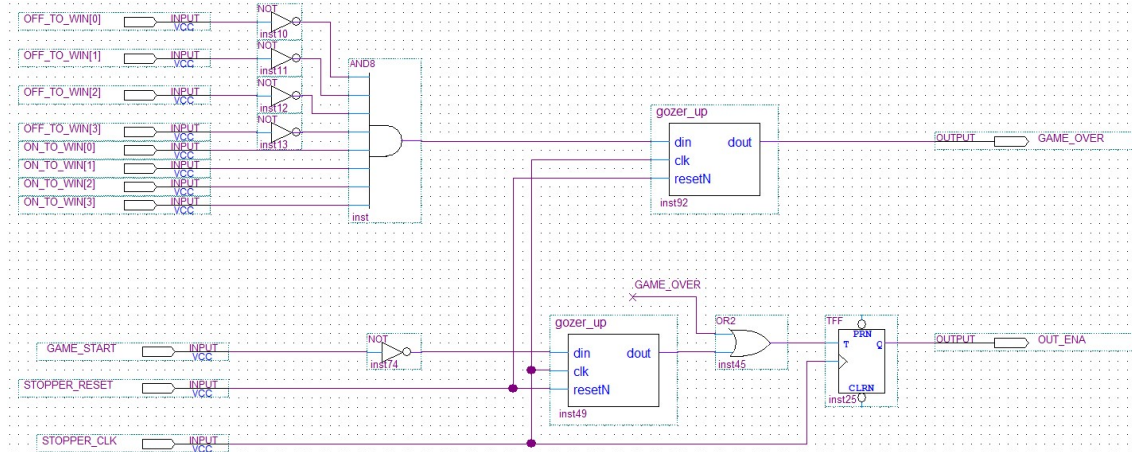 OFF_TO_WIN[0] INPUT VCC NOT inst10
OFF_TO_WIN[1] INPUT VCC NOT inst11
OFF_TO_WIN[2] INPUT VCC NOT inst12
OFF_TO_WIN[3] INPUT VCC NOT inst13
ON_TO_WIN[0] INPUT VCC
ON_TO_WIN[1] INPUT VCC
ON_TO_WIN[2] INPUT VCC
ON_TO_WIN[3] INPUT VCC
AND8
inst
gozer_up
din dout
clk
resetN
inst92
OUTPUT GAME_OVER
GAME_OVER
GAME_START INPUT VCC
NOT
inst74
gozer_up
din dout
clk
resetN
inst49
OR2
inst45
TFF
PRN
T Q
CLRN
inst25
OUTPUT OUT_ENA
STOPPER_RESET INPUT VCC
STOPPER_CLK INPUT VCC